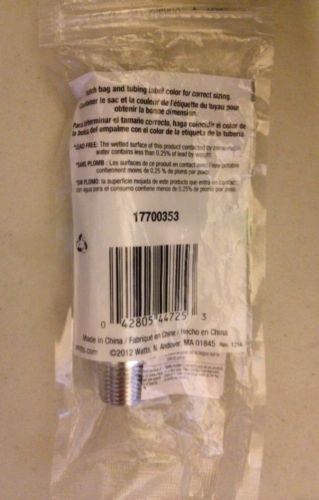 Match bag and tubing label color for correct sizing.
le sac et la couleur de l'étiquette du tuyau pour
obtenir la bonne dimension.
Para determinar el tamaño correcto, haga coincidir el color de
la bolsa del empalme con el color de la etiqueta de la tubería.
*LEAD FREE: The wetted surface of this product contacted by consumable
water contains less than 0.25% of lead by weight.
*SANS PLOMB: Les surfaces de ce produit en contact avec l'eau potable
contiennent moins de 0.25 % de plomb par poids.
*SIN PLOMO: la superficie mojada de este producto que entra en contacto
con agua para el consumo contiene menos de 0.25% de plomo por peso.
17700353
0 42805 44725 3
Made in China / Fabriqué en Chine / Hecho en China
watts.com ©2012 Watts, N. Andover, MA 01845